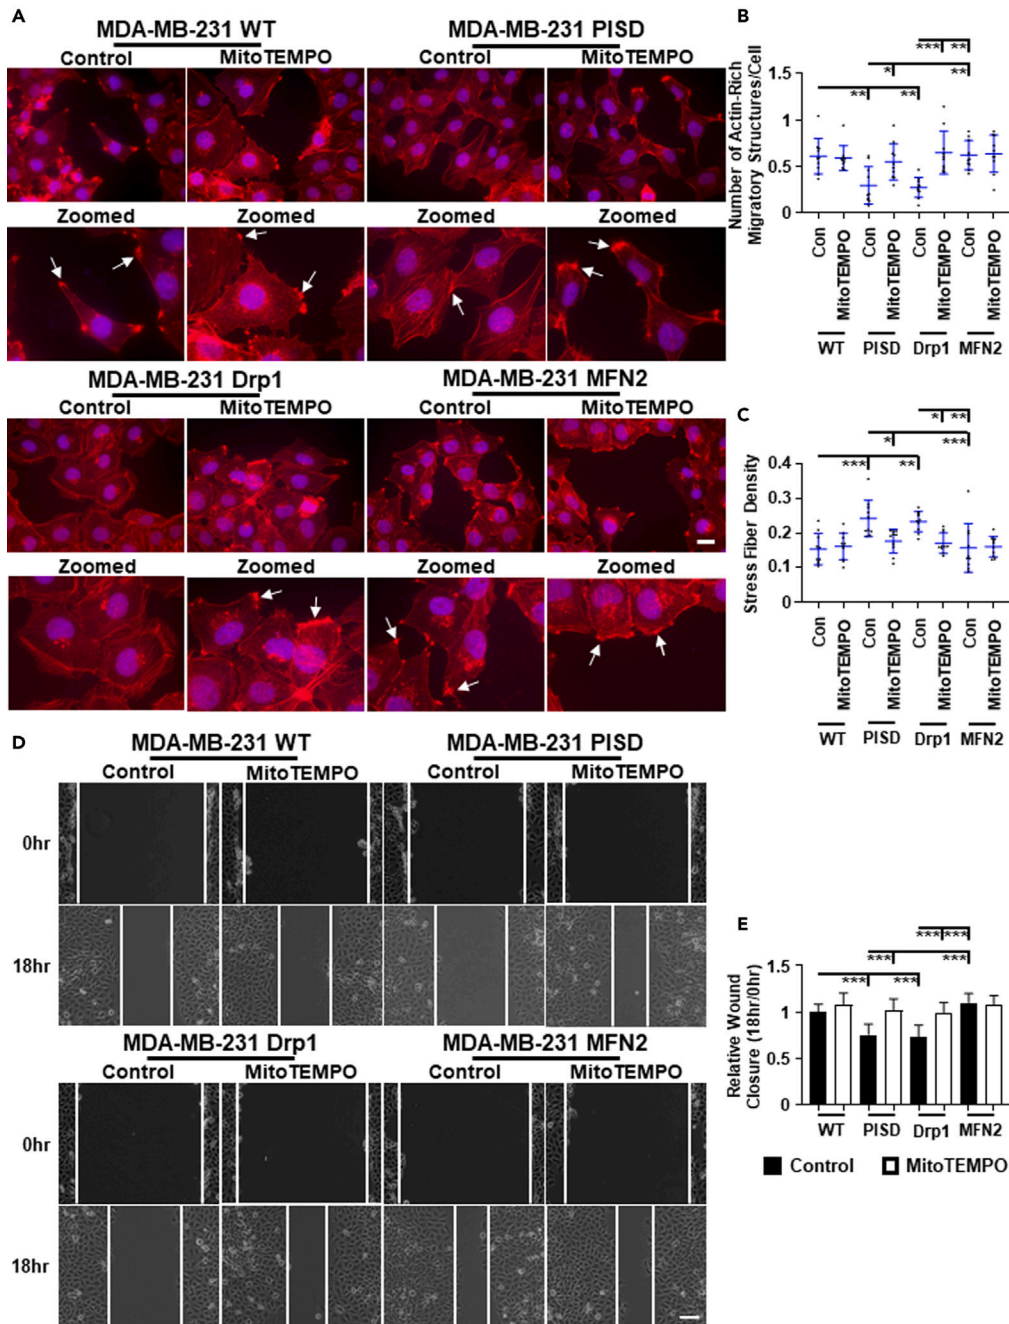 A
MDA-MB-231 WT
MDA-MB-231 PISD
Control
MitoTEMPO
Control
MitoTEMPO
Zoomed
Zoomed
Zoomed
Zoomed
MDA-MB-231 Drp1
MDA-MB-231 MFN2
Control
MitoTEMPO
Control
MitoTEMPO
Zoomed
Zoomed
Zoomed
Zoomed
B
*** **
* **
** **
Number of Actin-Rich
Migratory Structures/Cell
1.5
1
0.5
0
Con
MitoTEMPO
Con
MitoTEMPO
Con
MitoTEMPO
Con
MitoTEMPO
WT
PISD
Drp1
MFN2
C
* **
* ***
*** **
Stress Fiber Density
0.4
0.3
0.2
0.1
0
Con
MitoTEMPO
Con
MitoTEMPO
Con
MitoTEMPO
Con
MitoTEMPO
WT
PISD
Drp1
MFN2
D
MDA-MB-231 WT
MDA-MB-231 PISD
Control
MitoTEMPO
Control
MitoTEMPO
0hr
18hr
MDA-MB-231 Drp1
MDA-MB-231 MFN2
Control
MitoTEMPO
Control
MitoTEMPO
0hr
18hr
E
*** ***
*** ***
*** ***
Relative Wound
Closure (18hr/0hr)
1.5
1
0.5
0
WT
PISD
Drp1
MFN2
Control
MitoTEMPO